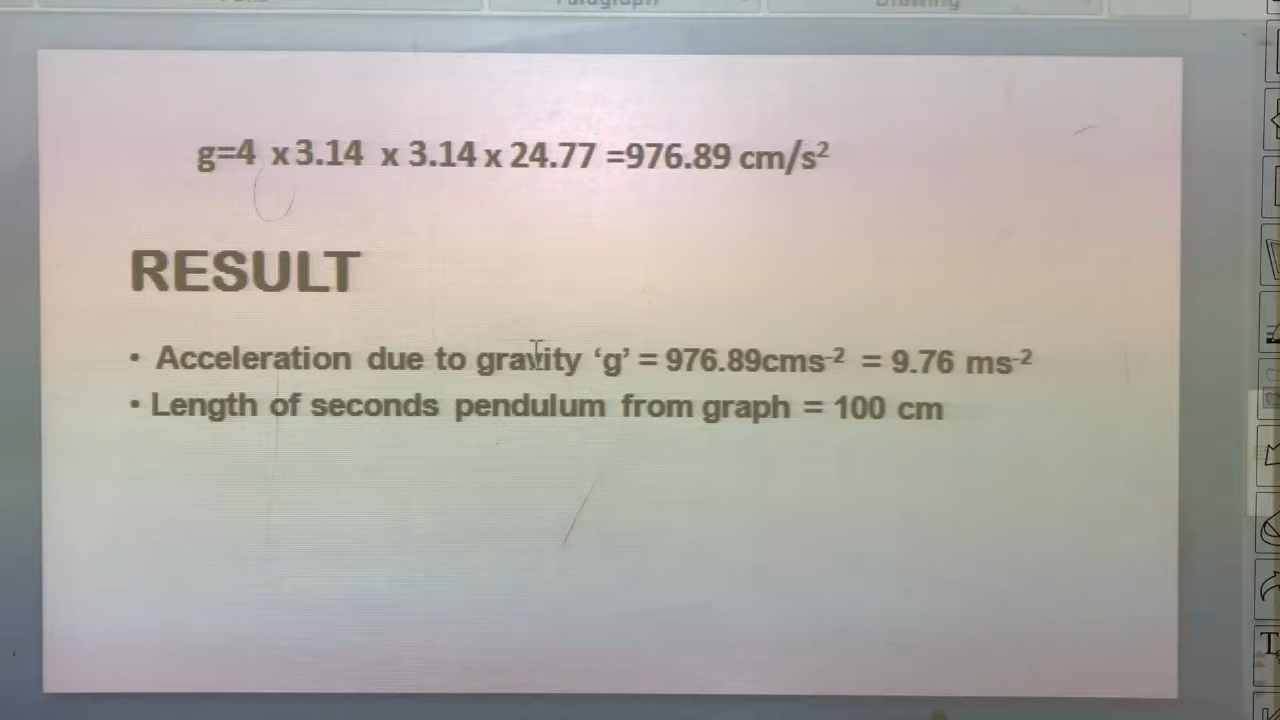 g=4 x 3.14 x 3.14 x 24.77 =976.89 cm/s²
RESULT
• Acceleration due to gravity ‘g’ = 976.89cms⁻² = 9.76 ms⁻²
• Length of seconds pendulum from graph = 100 cm